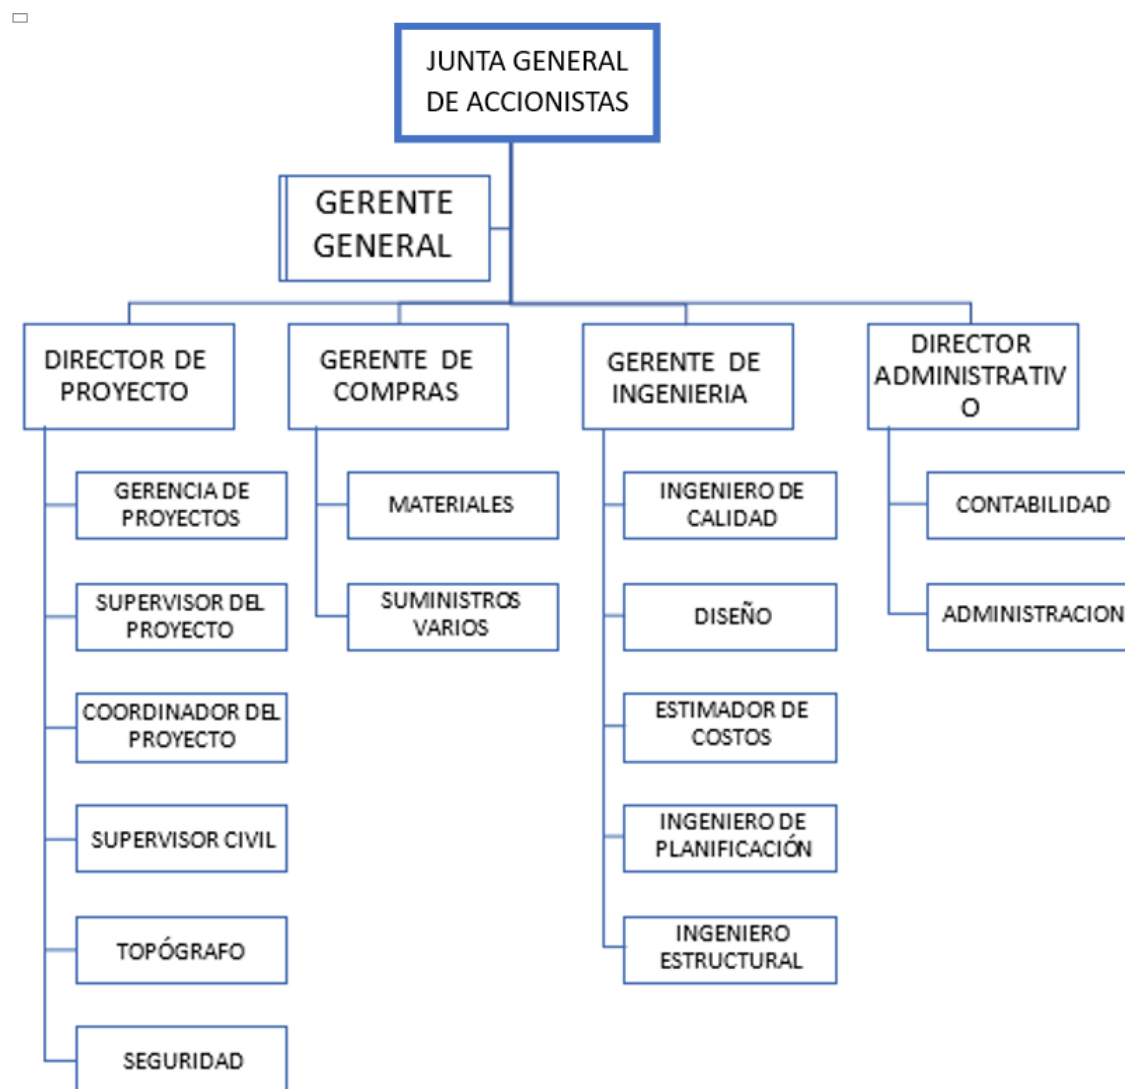 JUNTA GENERAL
DE ACCIONISTAS
GERENTE
GENERAL
DIRECTOR DE
PROYECTO
GERENTE DE
COMPRAS
GERENTE DE
INGENIERIA
DIRECTOR
ADMINISTRATIV
O
GERENCIA DE
PROYECTOS
SUPERVISOR DEL
PROYECTO
COORDINADOR DEL
PROYECTO
SUPERVISOR CIVIL
TOPÓGRAFO
SEGURIDAD
MATERIALES
SUMINISTROS
VARIOS
INGENIERO DE
CALIDAD
DISEÑO
ESTIMADOR DE
COSTOS
INGENIERO DE
PLANIFICACIÓN
INGENIERO
ESTRUCTURAL
CONTABILIDAD
ADMINISTRACION